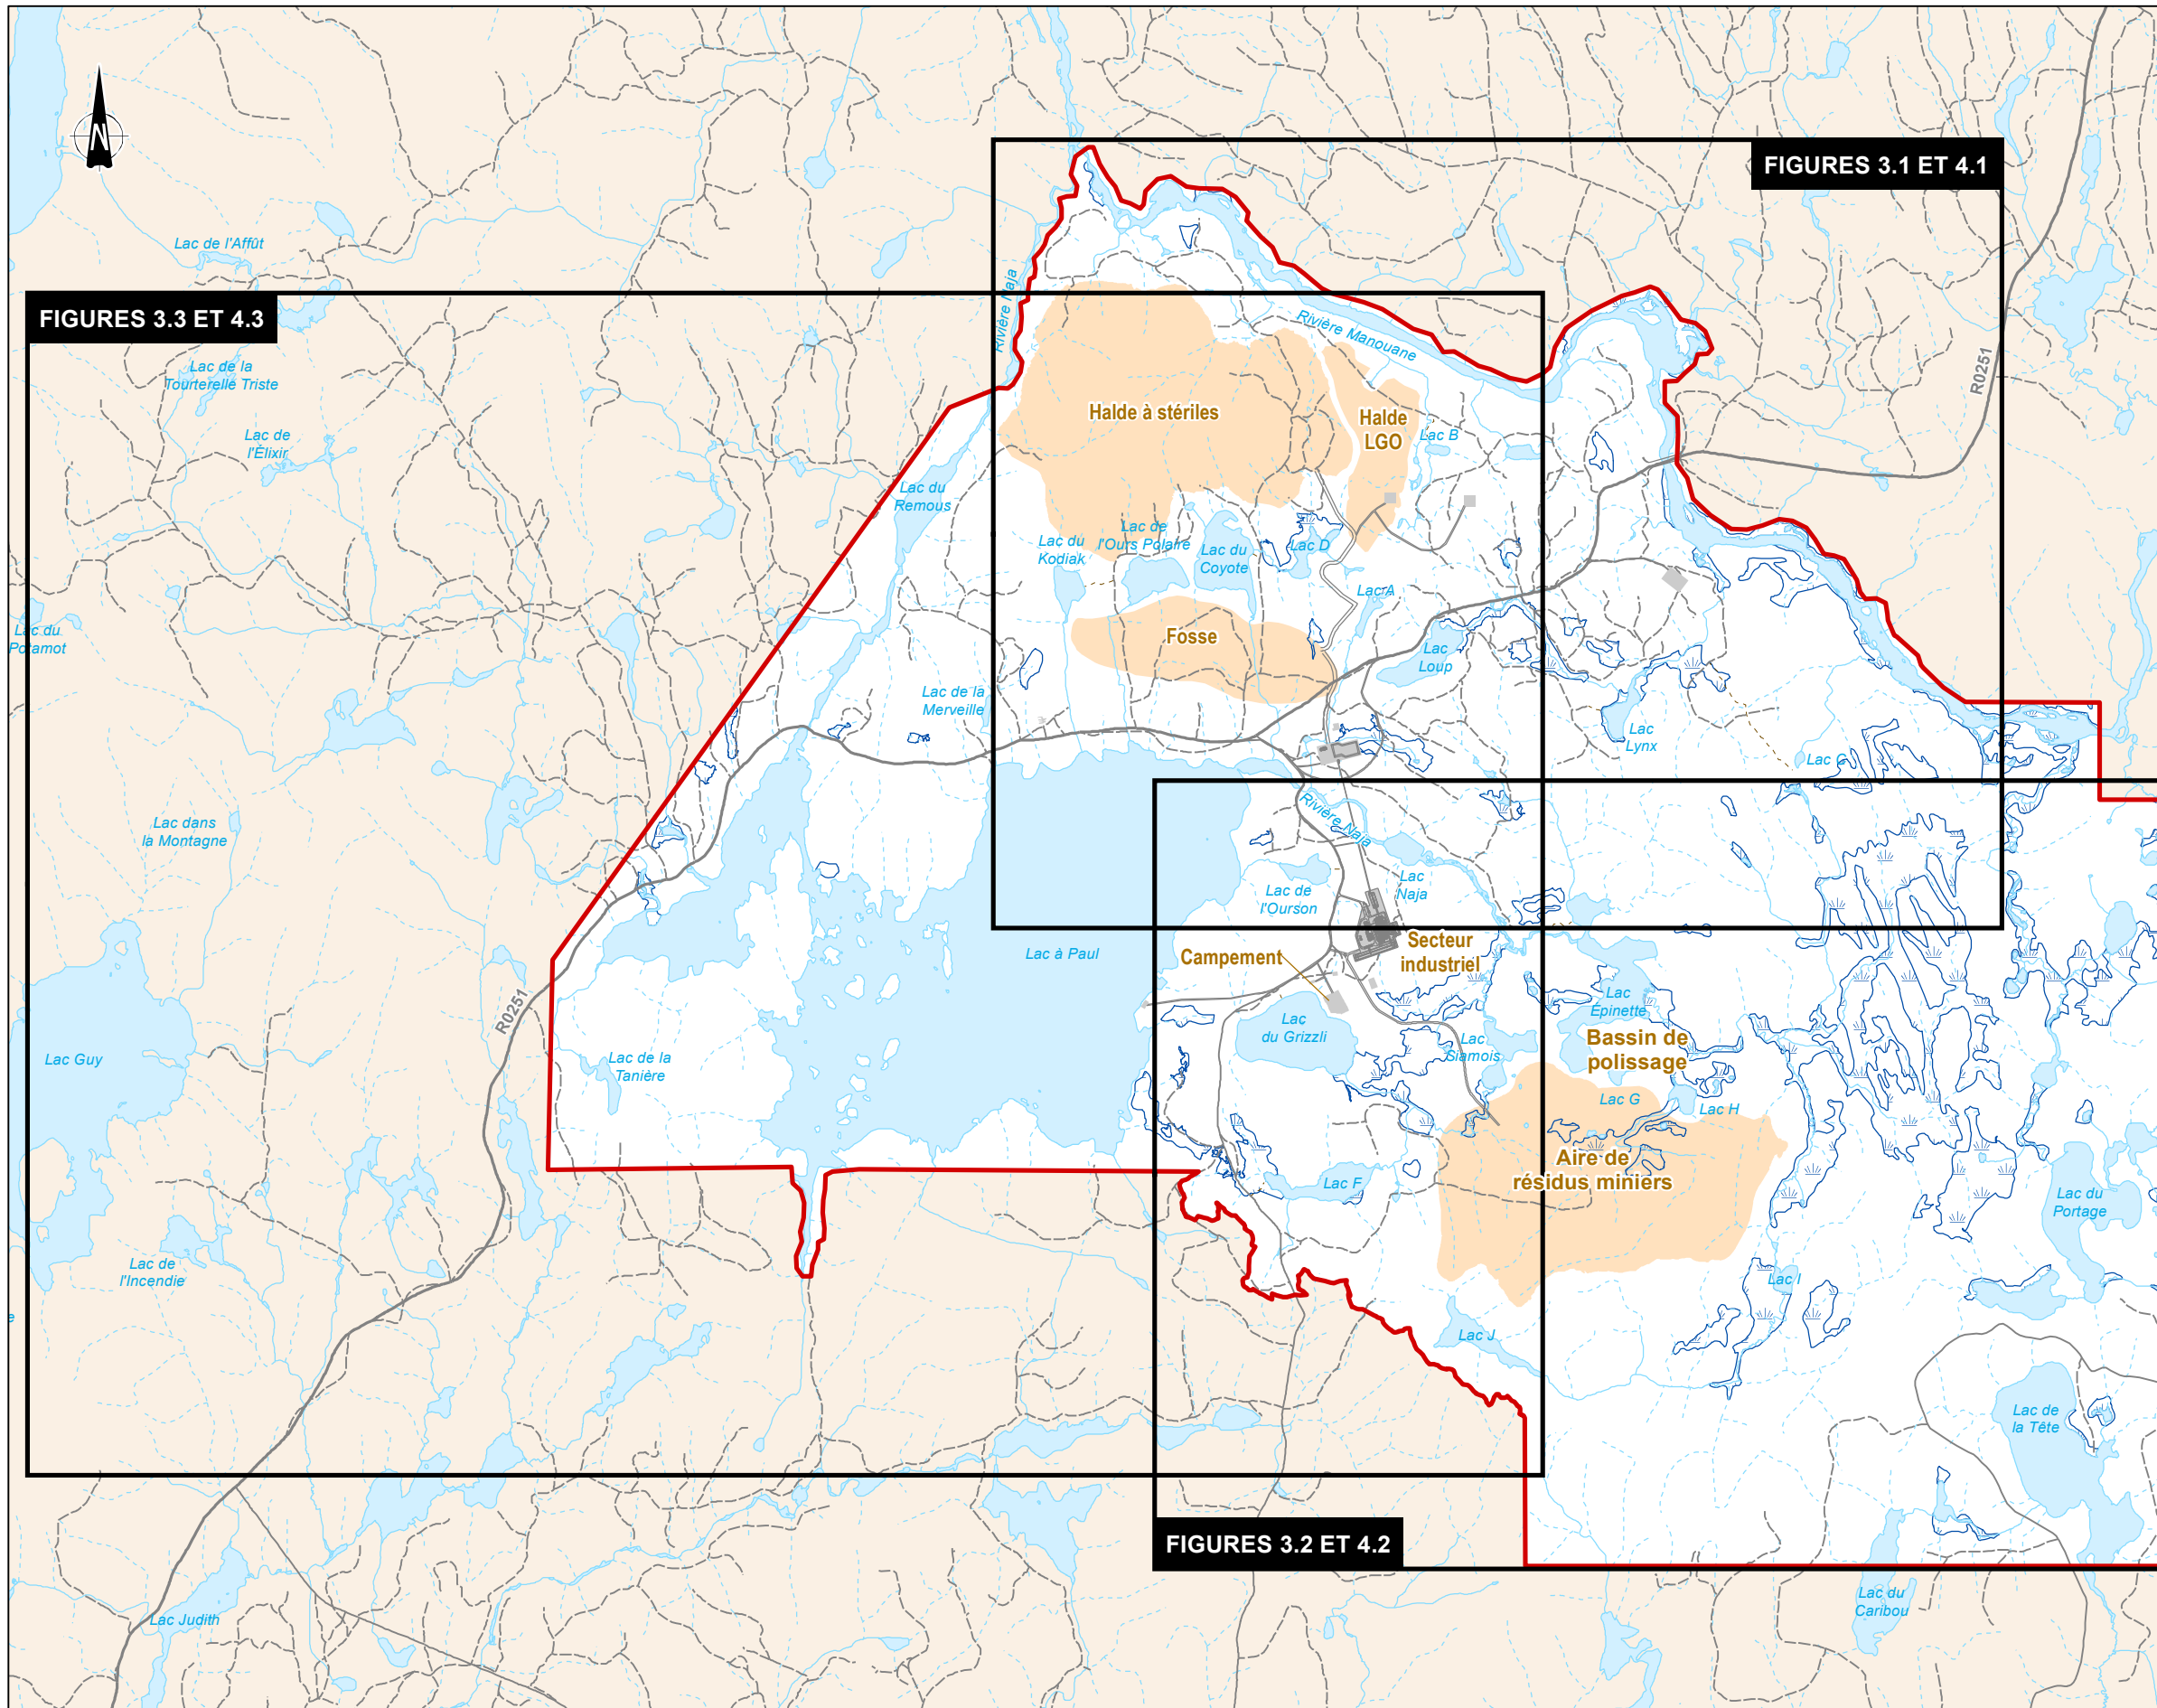 N
FIGURES 3.1 ET 4.1
Lac de l'Affût
FIGURES 3.3 ET 4.3
Rivière Naja
Rivière Manouane
R0251
Lac de la
Tourterelle Triste
Halde à stériles
Halde
LGO
Lac B
Lac de
l'Élixir
Lac du
Remous
Lac du
Kodiak
Lac de
l'Ours Polaire
Lac du
Coyote
Lac D
Lac A
Lac du
Potamot
Fosse
Lac
Loup
Lac de la
Merveille
Lac
Lynx
Lac C
Lac dans
la Montagne
Rivière Naja
Lac de
l'Ourson
Lac
Naja
Lac à Paul
Campement
Secteur
industriel
R0251
Lac
Épinette
Lac
du Grizzli
Lac
Siamois
Bassin de
polissage
Lac Guy
Lac de la
Tanière
Lac G
Lac H
Aire de
résidus miniers
Lac F
Lac du
Portage
Lac de
l'Incendie
Lac I
e
Lac J
Lac de
la Tête
FIGURES 3.2 ET 4.2
Lac du
Caribou
Lac Judith